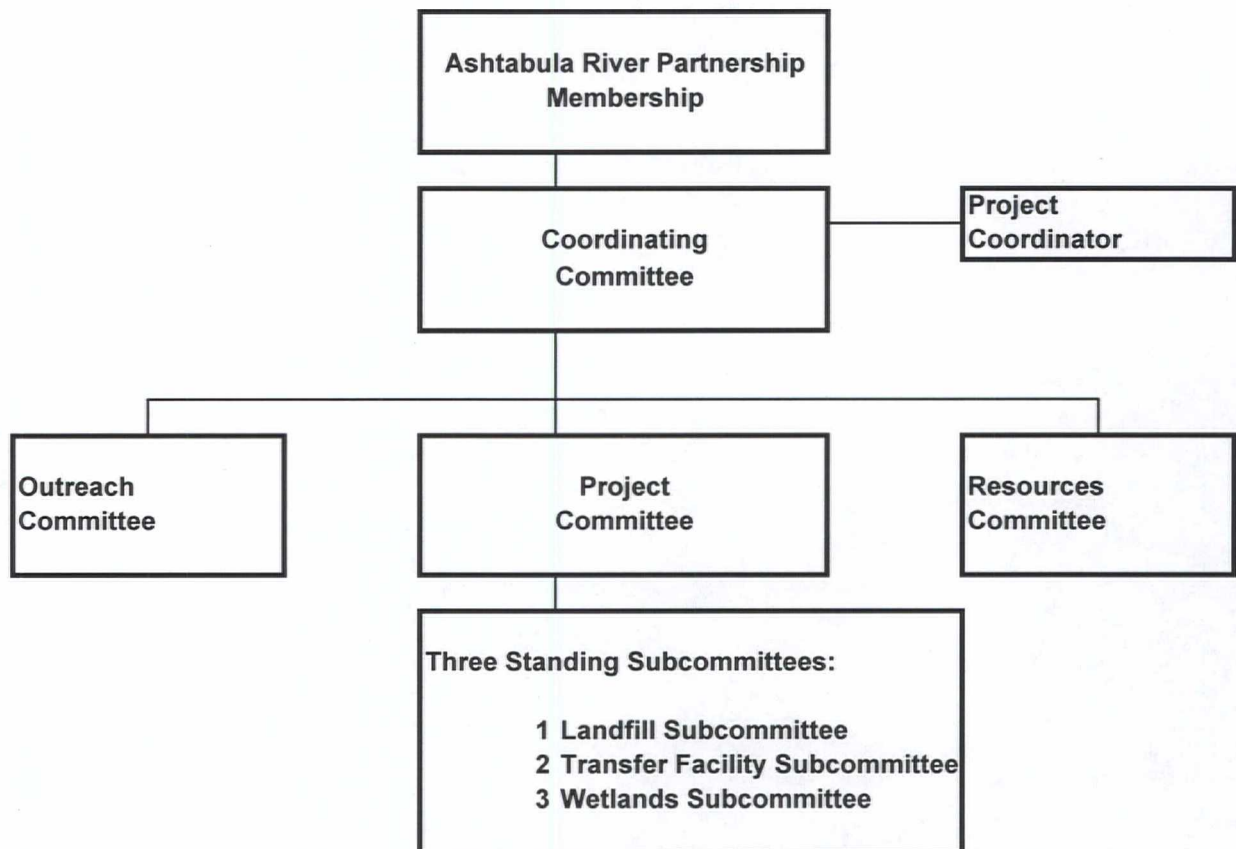 Ashtabula River Partnership
Membership
Coordinating
Committee
Project
Coordinator
Outreach
Committee
Project
Committee
Resources
Committee
Three Standing Subcommittees:
1 Landfill Subcommittee
2 Transfer Facility Subcommittee
3 Wetlands Subcommittee